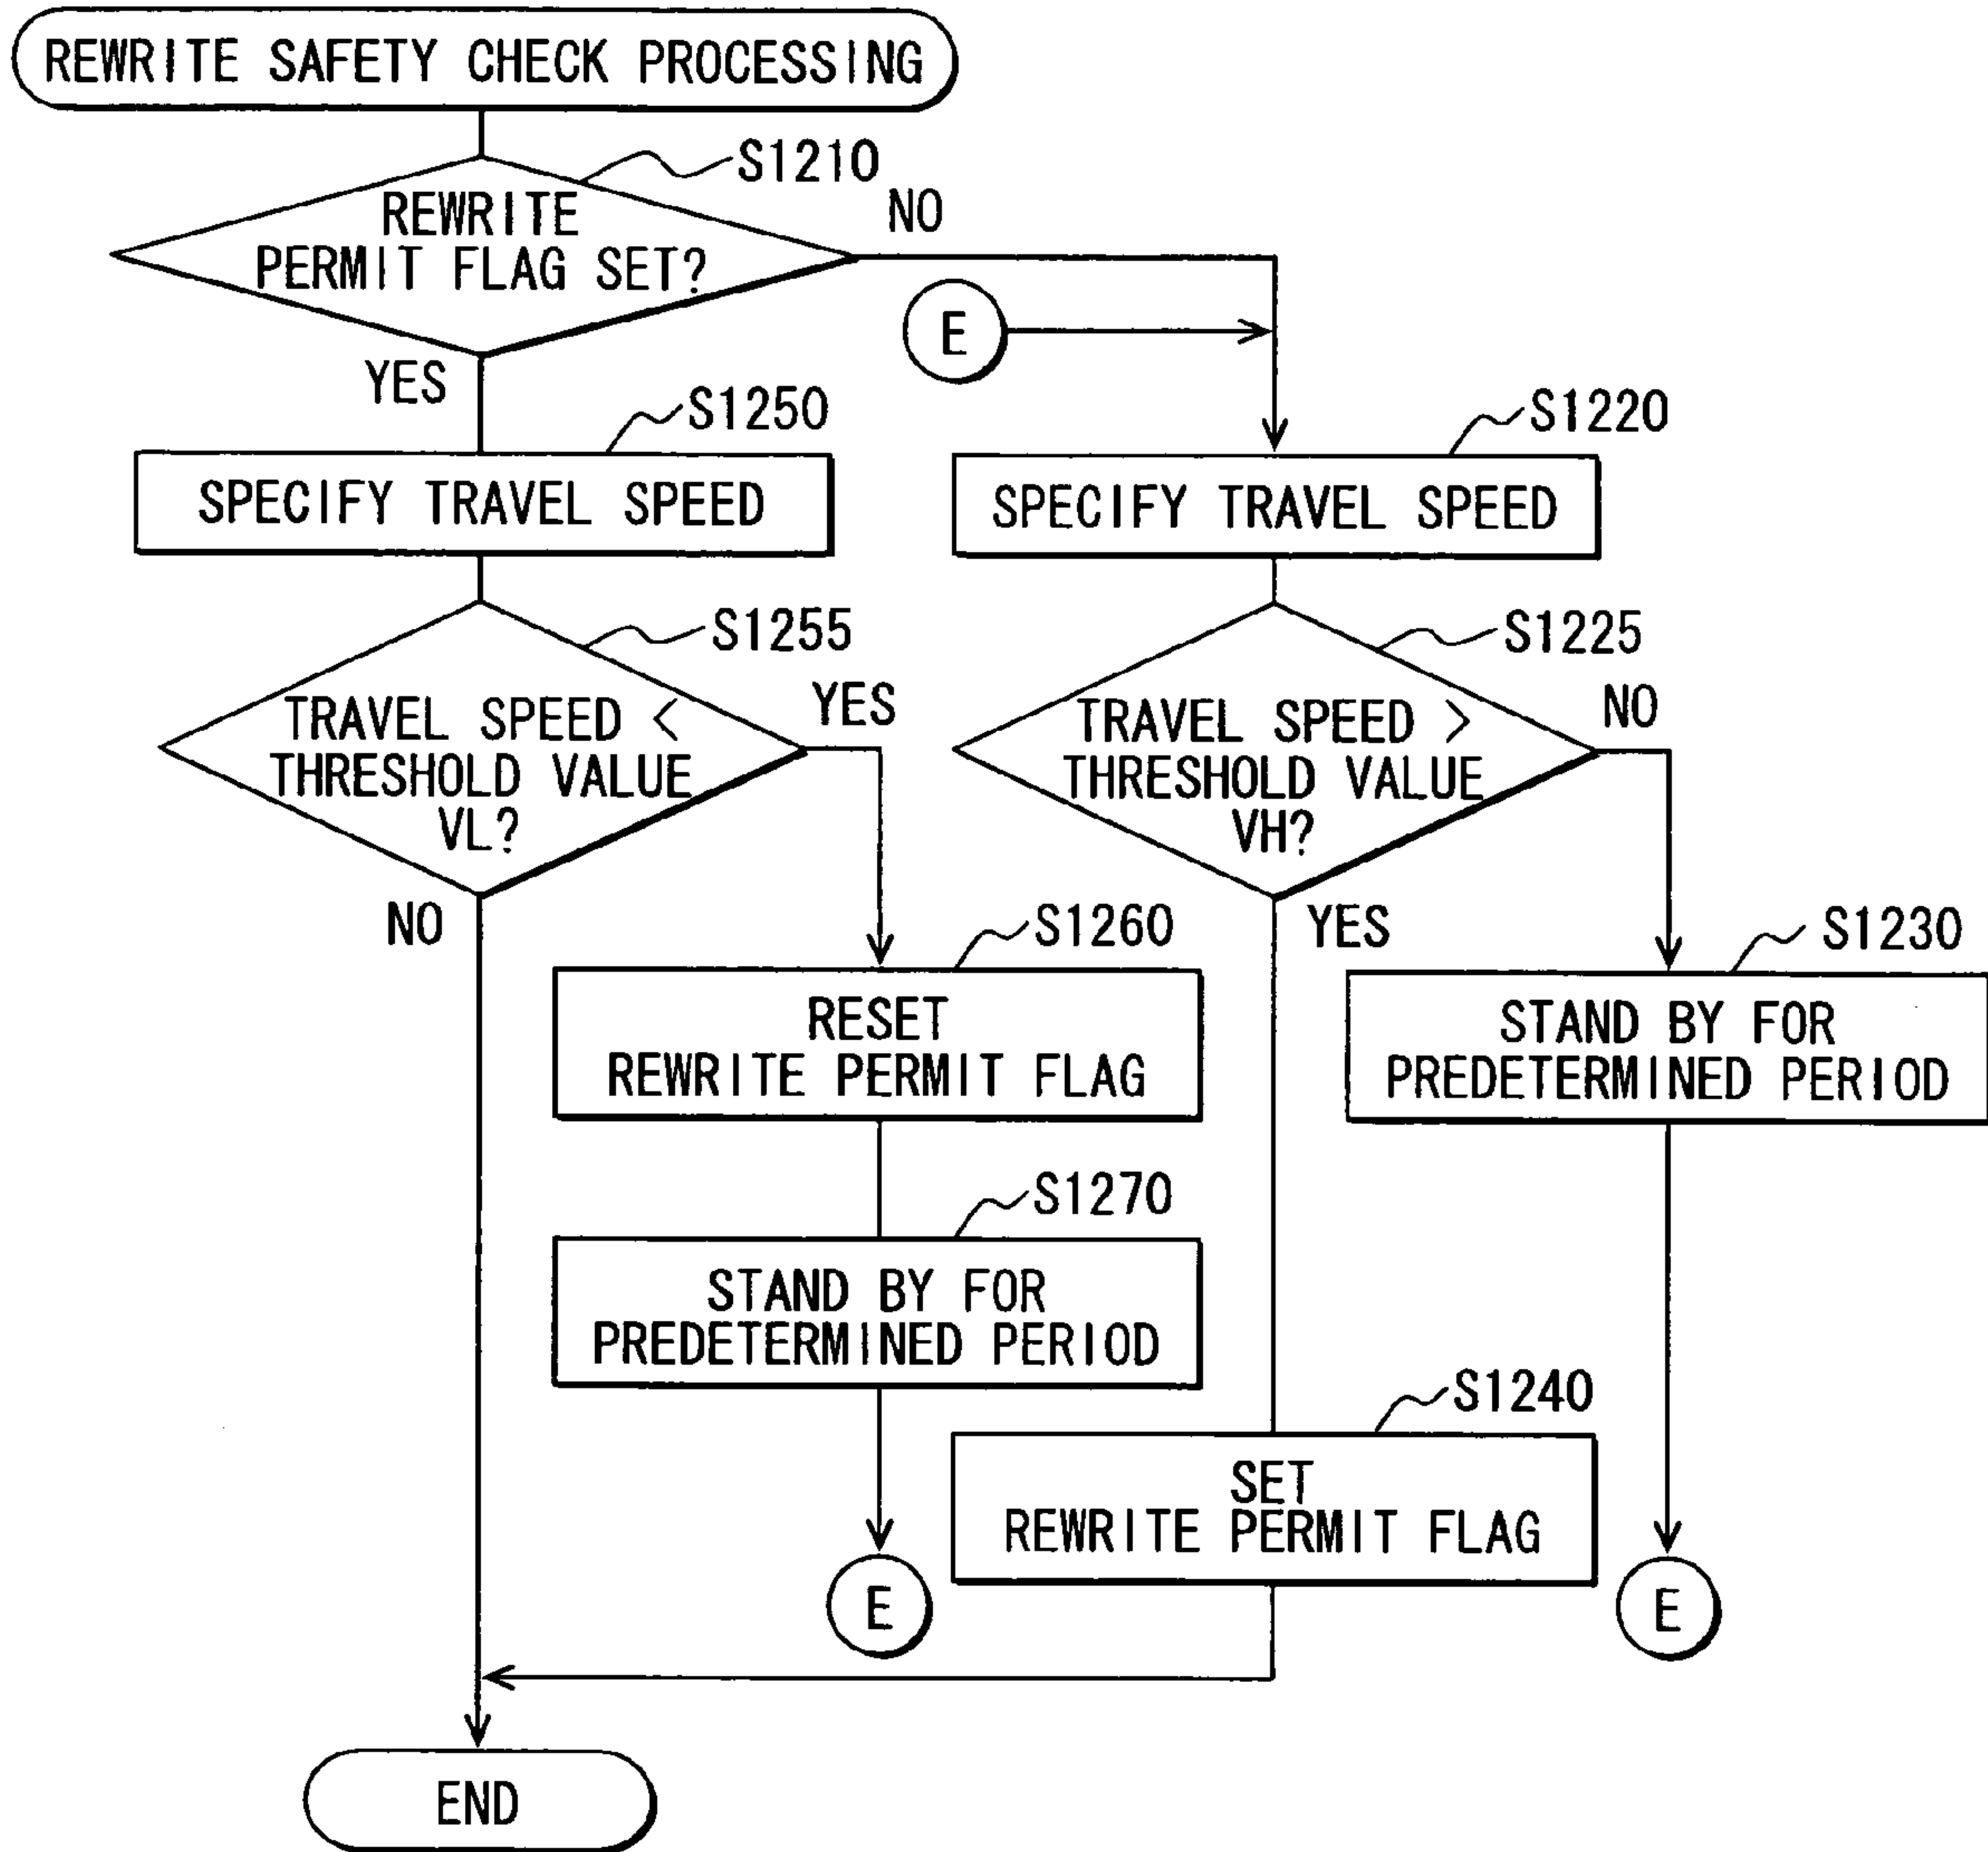 REWRITE SAFETY CHECK PROCESSING
S1210
REWRITE
PERMIT FLAG SET?
NO
E
YES
S1250
SPECIFY TRAVEL SPEED
S1220
SPECIFY TRAVEL SPEED
S1255
TRAVEL SPEED <
THRESHOLD VALUE
VL?
YES
NO
S1225
TRAVEL SPEED >
THRESHOLD VALUE
VH?
NO
YES
S1260
RESET
REWRITE PERMIT FLAG
S1230
STAND BY FOR
PREDETERMINED PERIOD
S1270
STAND BY FOR
PREDETERMINED PERIOD
S1240
SET
REWRITE PERMIT FLAG
E
E
END